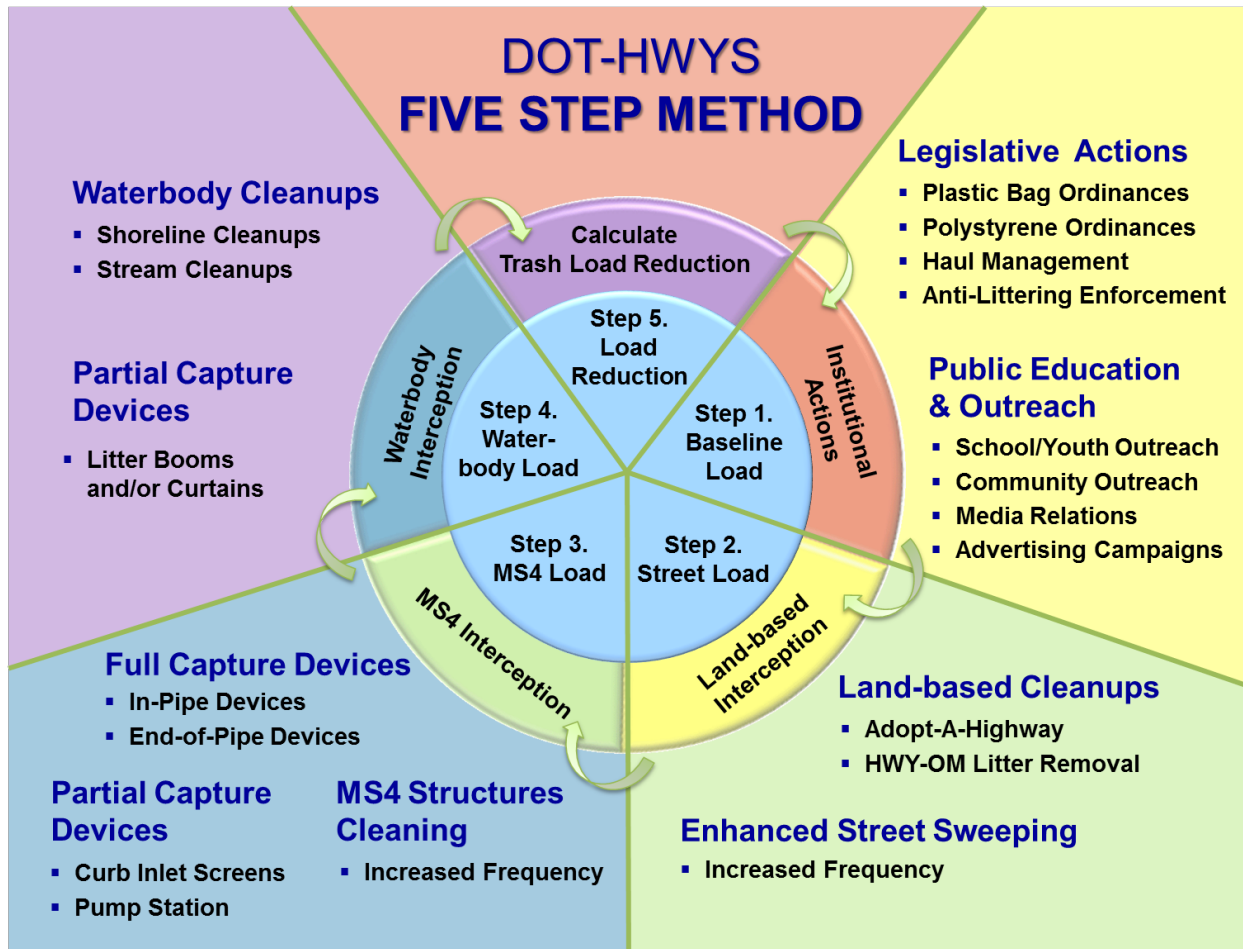 DOT-HWYS
FIVE STEP METHOD
Legislative Actions
▪ Plastic Bag Ordinances
▪ Polystyrene Ordinances
▪ Haul Management
▪ Anti-Littering Enforcement
Public Education
& Outreach
▪ School/Youth Outreach
▪ Community Outreach
▪ Media Relations
▪ Advertising Campaigns
Land-based Cleanups
▪ Adopt-A-Highway
▪ HWY-OM Litter Removal
Enhanced Street Sweeping
▪ Increased Frequency
Full Capture Devices
▪ In-Pipe Devices
▪ End-of-Pipe Devices
Partial Capture
Devices
▪ Curb Inlet Screens
▪ Pump Station
MS4 Structures
Cleaning
▪ Increased Frequency
Waterbody Cleanups
▪ Shoreline Cleanups
▪ Stream Cleanups
Partial Capture
Devices
▪ Litter Booms
and/or Curtains
Calculate
Trash Load Reduction
Institutional
Actions
Land-based
Interception
MS4 Interception
Waterbody
Interception
Step 1.
Baseline
Load
Step 2.
Street Load
Step 3.
MS4 Load
Step 4.
Water-
body Load
Step 5.
Load
Reduction